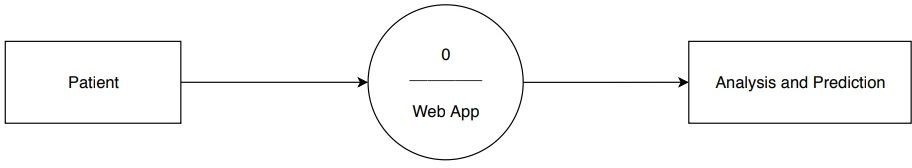 Patient
0
Web App
Analysis and Prediction